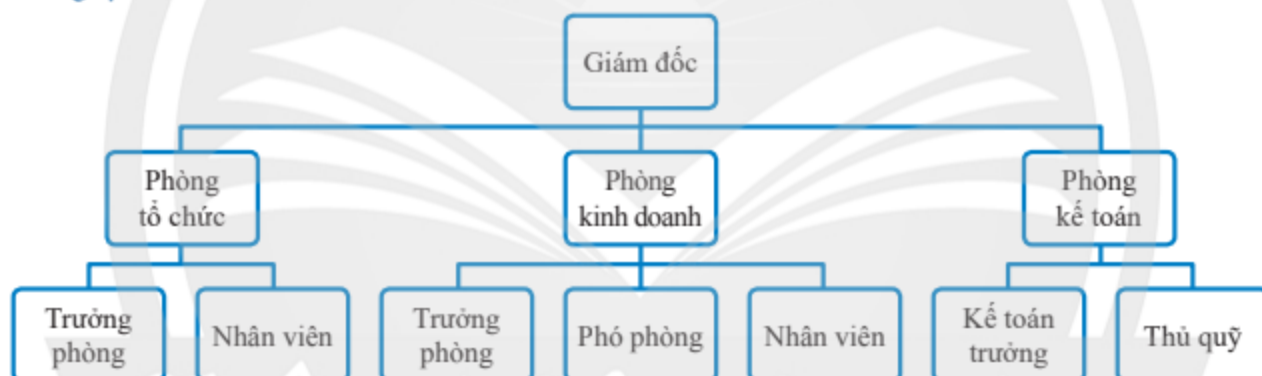 Giám đốc
Phòng
tổ chức
Phòng
kinh doanh
Phòng
kế toán
Trưởng
phòng
Nhân viên
Trưởng
phòng
Phó phòng
Nhân viên
Kế toán
trưởng
Thủ quỹ